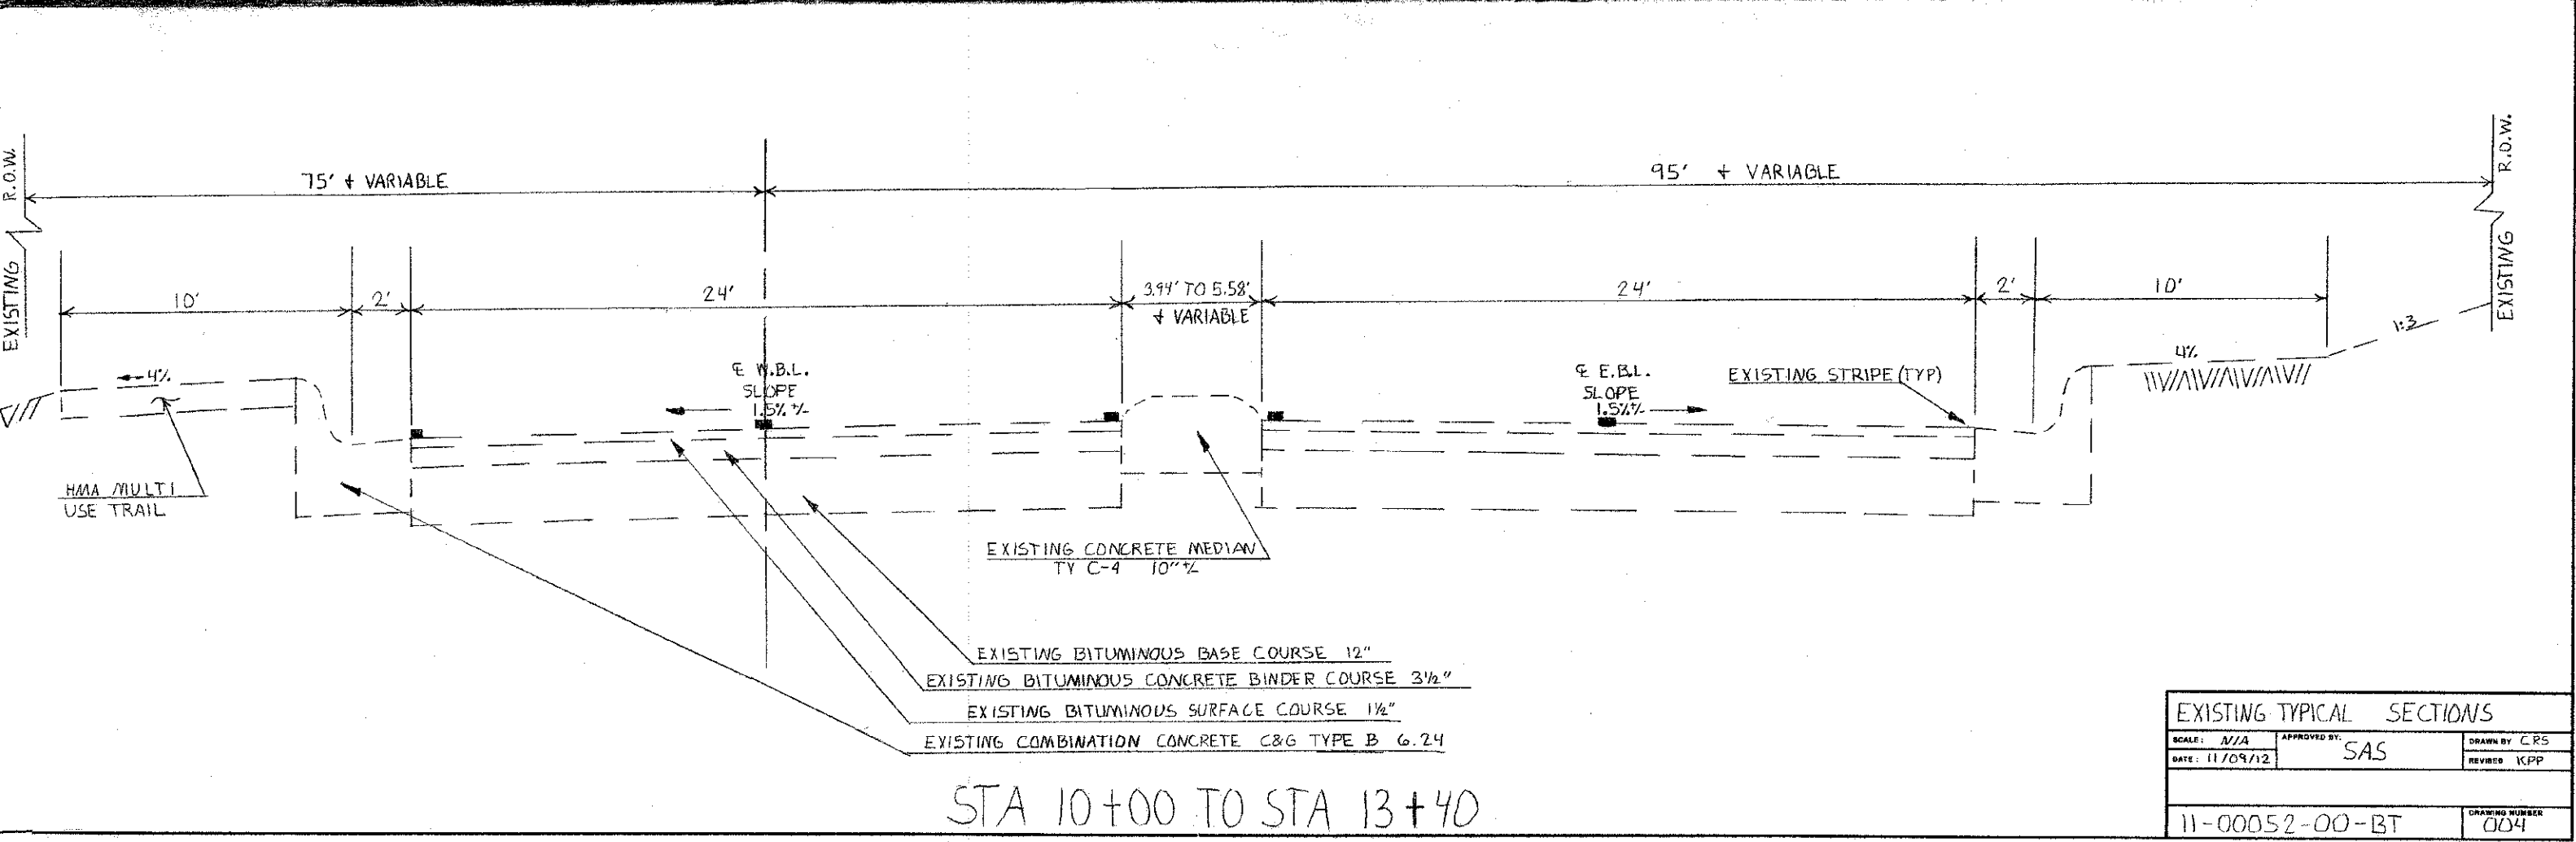 EXISTING R.O.W.
75' ± VARIABLE
95' ± VARIABLE
EXISTING R.O.W.
10'
2'
24'
3.94' TO 5.58'
± VARIABLE
24'
2'
10'
1:3
4%
4%
℄ W.B.L.
SLOPE
1.5% +/-
℄ E.B.L.
SLOPE
1.5% +/-
EXISTING STRIPE (TYP)
HMA MULTI
USE TRAIL
EXISTING CONCRETE MEDIAN
TY C-4 10" +/-
EXISTING BITUMINOUS BASE COURSE 12"
EXISTING BITUMINOUS CONCRETE BINDER COURSE 3½"
EXISTING BITUMINOUS SURFACE COURSE 1½"
EXISTING COMBINATION CONCRETE C&G TYPE B 6.24
STA 10+00 TO STA 13+40
EXISTING TYPICAL SECTIONS
SCALE: N/A
APPROVED BY: SAS
DRAWN BY CRS
DATE: 11/09/12
REVISED KPP
11-00052-00-BT
DRAWING NUMBER
004